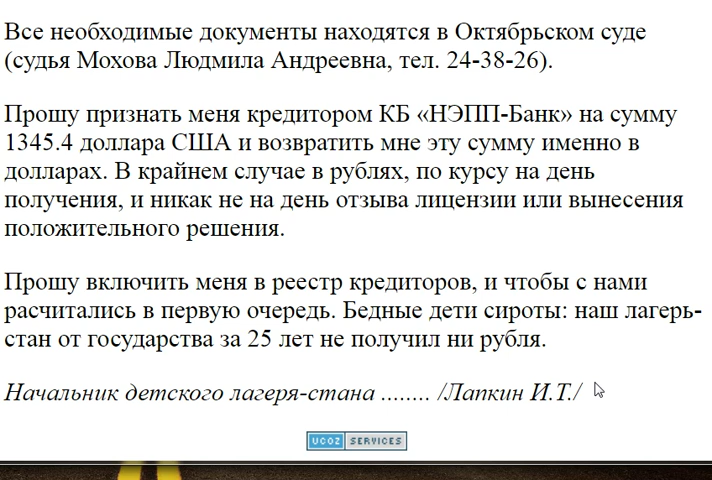 Все необходимые документы находятся в Октябрьском суде
(судья Мохова Людмила Андреевна, тел. 24-38-26).
Прошу признать меня кредитором КБ «НЭПП-Банк» на сумму
1345.4 доллара США и возвратить мне эту сумму именно в
долларах. В крайнем случае в рублях, по курсу на день
получения, и никак не на день отзыва лицензии или вынесения
положительного решения.
Прошу включить меня в реестр кредиторов, и чтобы с нами
расчитались в первую очередь. Бедные дети сироты: наш лагерь-
стан от государства за 25 лет не получил ни рубля.
Начальник детского лагеря-стана ........ /Лапкин И.Т./
UCOZ SERVICES